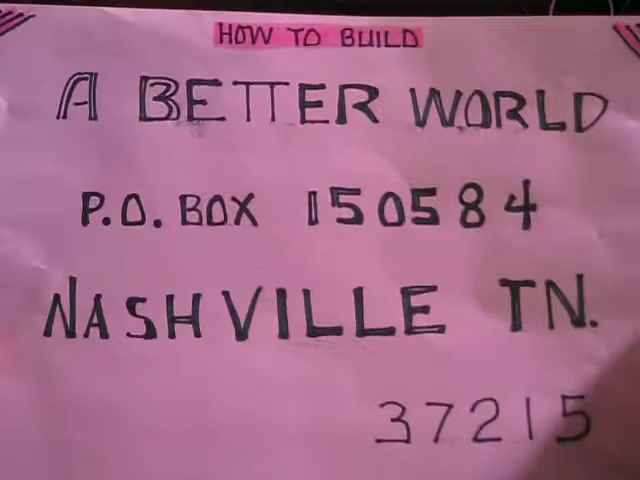 HOW TO BUILD
A BETTER WORLD
P.O. BOX 150584
NASHVILLE TN.
37215